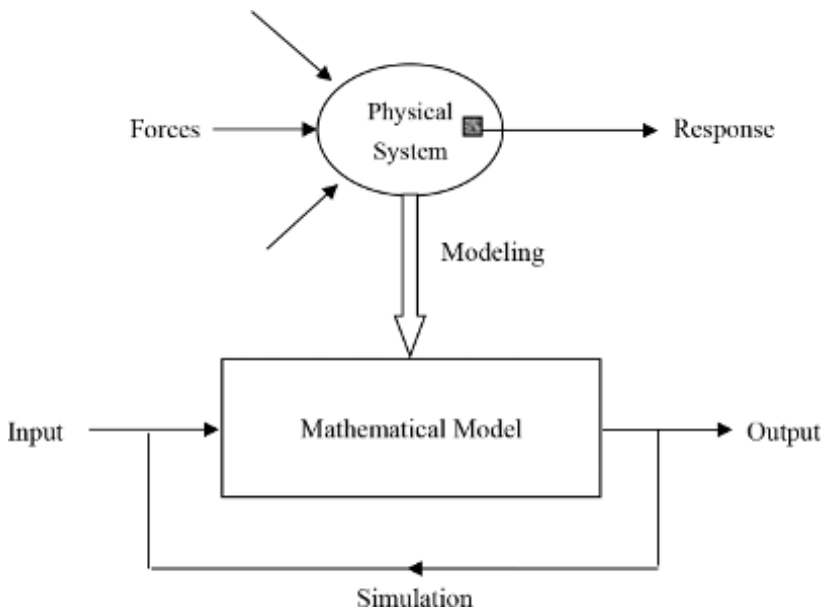 Physical
System
Forces
Response
Modeling
Mathematical Model
Input
Output
Simulation